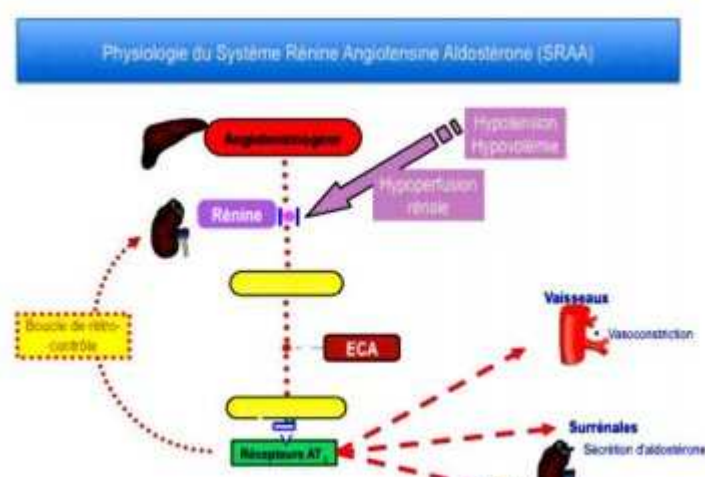 Physiologie du Système Rénine Angiotensine Aldostérone (SRAA)
Hypotension
Hypovolémie
Angiotensinogène
Hypoperfusion
rénale
Rénine
Vaisseaux
Boucle de rétro-
contrôle
Vasoconstriction
ECA
Surrénales
Récepteurs AT
Sécrétion d'aldostérone